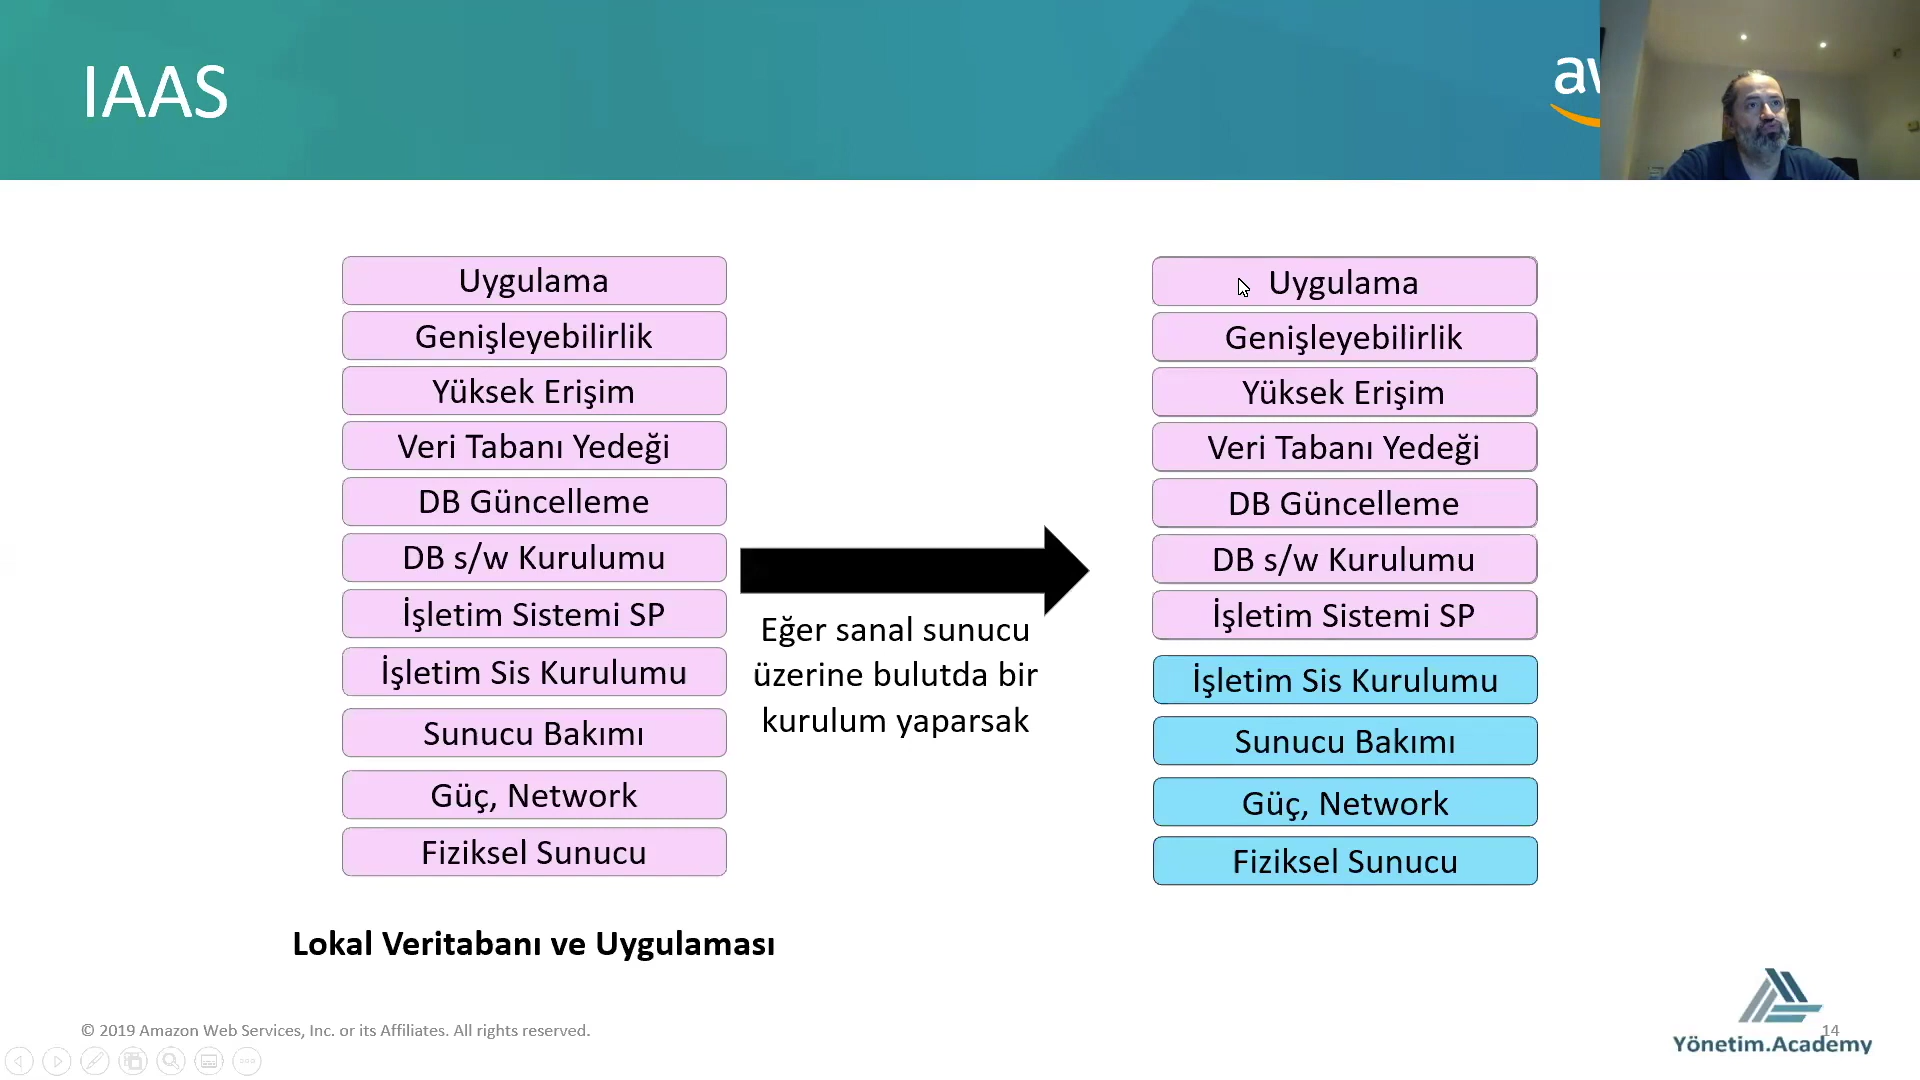 IAAS
aw
Uygulama
Genişleyebilirlik
Yüksek Erişim
Veri Tabanı Yedeği
DB Güncelleme
DB s/w Kurulumu
İşletim Sistemi SP
İşletim Sis Kurulumu
Sunucu Bakımı
Güç, Network
Fiziksel Sunucu
Lokal Veritabanı ve Uygulaması
Eğer sanal sunucu
üzerine bulutda bir
kurulum yaparsak
Uygulama
Genişleyebilirlik
Yüksek Erişim
Veri Tabanı Yedeği
DB Güncelleme
DB s/w Kurulumu
İşletim Sistemi SP
İşletim Sis Kurulumu
Sunucu Bakımı
Güç, Network
Fiziksel Sunucu
© 2019 Amazon Web Services, Inc. or its Affiliates. All rights reserved.
14
Yönetim.Academy